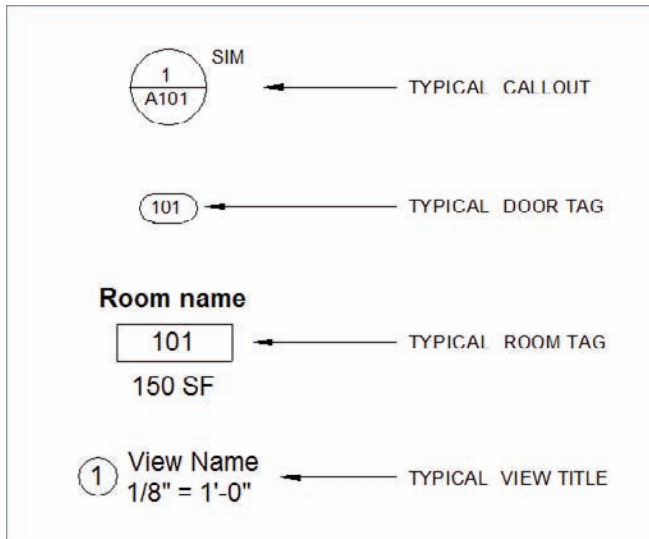 SIM
1
A101
TYPICAL CALLOUT
101
TYPICAL DOOR TAG
Room name
101
150 SF
TYPICAL ROOM TAG
1
View Name
1/8" = 1'-0"
TYPICAL VIEW TITLE